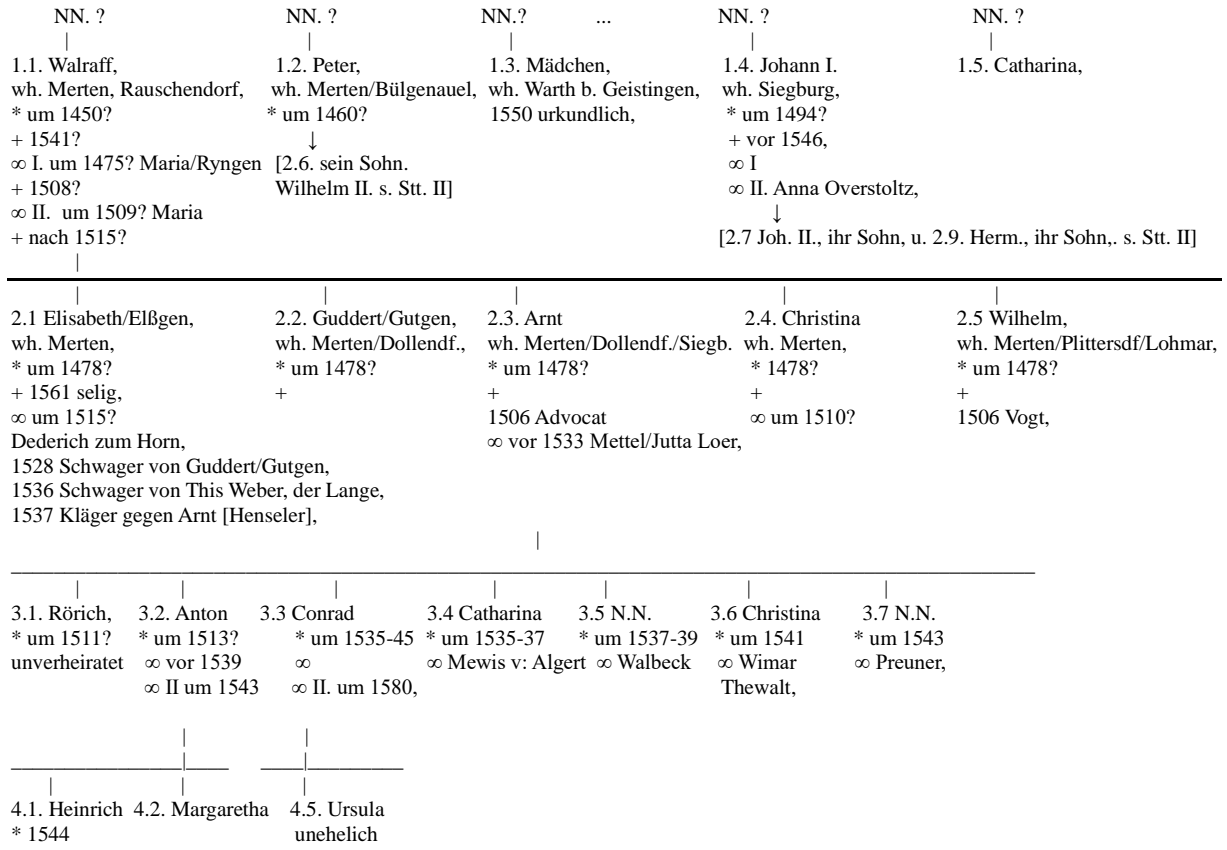 NN. ? NN. ? NN.? ... NN. ? NN. ?
1.1. Walraff, 1.2. Peter, 1.3. Mädchen, 1.4. Johann I. 1.5. Catharina,
wh. Merten, Rauschendorf, wh. Merten/Bülgenauel, wh. Warth b. Geistingen, wh. Siegburg,
* um 1450? * um 1460? 1550 urkundlich, * um 1494?
+ 1541? ↓ + vor 1546,
∞ I. um 1475? Maria/Ryngen [2.6. sein Sohn. ∞ I
+ 1508? Wilhelm II. s. Stt. II] ∞ II. Anna Overstoltz,
∞ II. um 1509? Maria ↓
+ nach 1515? [2.7 Joh. II., ihr Sohn, u. 2.9. Herm., ihr Sohn,. s. Stt. II]
2.1 Elisabeth/Elßgen, 2.2. Guddert/Gutgen, 2.3. Arnt 2.4. Christina 2.5 Wilhelm,
wh. Merten, wh. Merten/Dollendf., wh. Merten/Dollendf./Siegb. wh. Merten, wh. Merten/Plittersdf/Lohmar,
* um 1478? * um 1478? * um 1478? * 1478? * um 1478?
+ 1561 selig, + + + +
∞ um 1515? 1506 Advocat ∞ um 1510? 1506 Vogt,
Dederich zum Horn, ∞ vor 1533 Mettel/Jutta Loer,
1528 Schwager von Guddert/Gutgen,
1536 Schwager von This Weber, der Lange,
1537 Kläger gegen Arnt [Henseler],
3.1. Rörich, 3.2. Anton 3.3 Conrad 3.4 Catharina 3.5 N.N. 3.6 Christina 3.7 N.N.
* um 1511? * um 1513? * um 1535-45 * um 1535-37 * um 1537-39 * um 1541 * um 1543
unverheiratet ∞ vor 1539 ∞ ∞ Mewis v: Algert ∞ Walbeck ∞ Wimar ∞ Preuner,
∞ II um 1543 ∞ II. um 1580, Thewalt,
4.1. Heinrich 4.2. Margaretha 4.5. Ursula
* 1544 unehelich